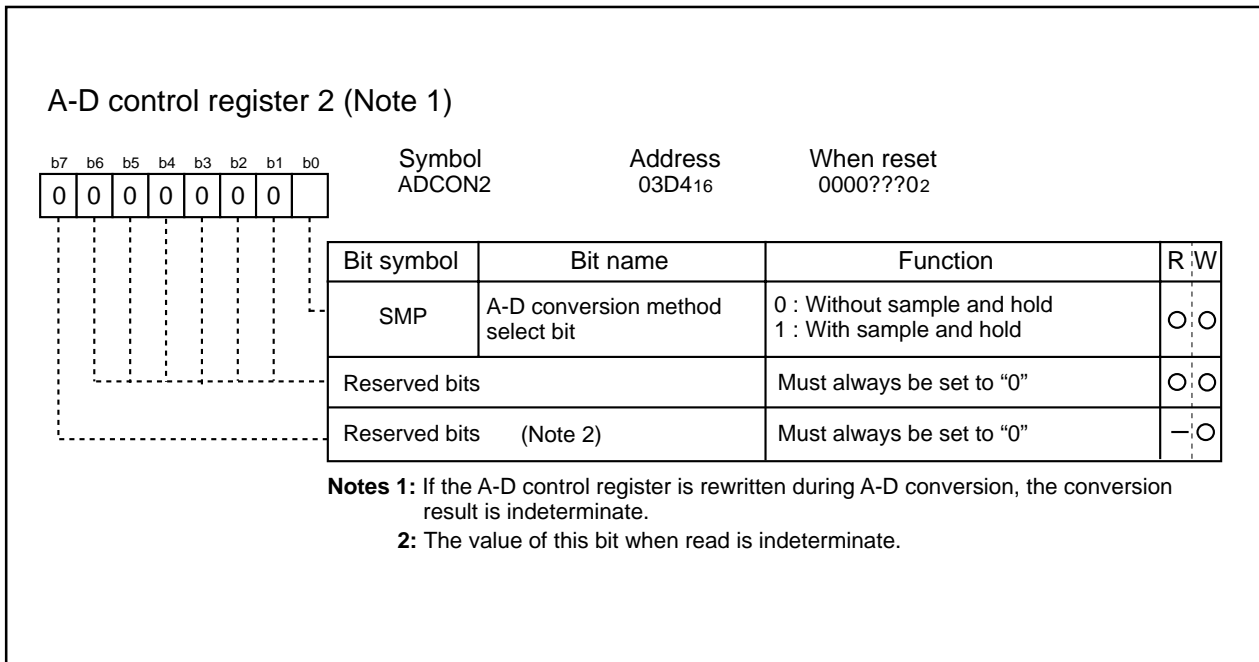 A-D control register 2 (Note 1)
b7 b6 b5 b4 b3 b2 b1 b0
0 0 0 0 0 0 0
Symbol Address When reset
ADCON2 03D416 0000???02
Bit symbol Bit name Function R W
SMP A-D conversion method select bit 0 : Without sample and hold
1 : With sample and hold
Reserved bits Must always be set to “0”
Reserved bits (Note 2) Must always be set to “0” –
Notes 1: If the A-D control register is rewritten during A-D conversion, the conversion
result is indeterminate.
2: The value of this bit when read is indeterminate.